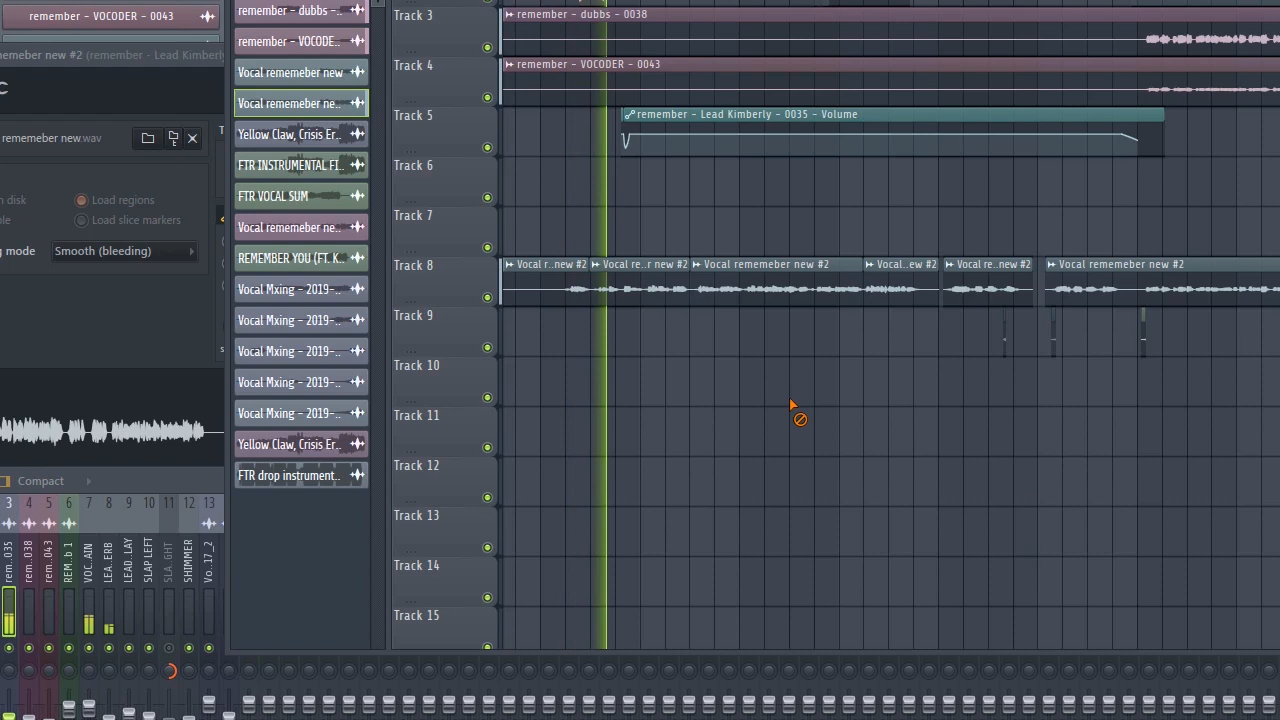 remember - VOCODER - 0043
emeber new #2 (remember - Lead Kimberly
rememeber new.wav
n disk
Load regions
ble
Load slice markers
g mode
Smooth (bleeding)
Compact
3 4 5 6 7 8 9 10 11 12 13
rem..035
rem..038
rem..043
REM..b 1
VOC..AIN
LEA..ERB
LEAD..LAY
SLAP LEFT
SLA..GHT
SHIMMER
Vo..17_2
remember - dubbs -..
remember - VOCODE..
Vocal rememeber new
Vocal rememeber ne..
Yellow Claw, Crisis Er..
FTR INSTRUMENTAL FI..
FTR VOCAL SUM
Vocal rememeber ne..
REMEMBER YOU (FT. K..
Vocal Mxing - 2019-..
Vocal Mxing - 2019-..
Vocal Mxing - 2019-..
Vocal Mxing - 2019-..
Vocal Mxing - 2019-..
Yellow Claw, Crisis Er..
FTR drop instrument..
Track 3
remember - dubbs - 0038
Track 4
remember - VOCODER - 0043
Track 5
remember - Lead Kimberly - 0035 - Volume
Track 6
Track 7
Track 8
Vocal r..new #2
Vocal re..r new #2
Vocal rememeber new #2
Vocal..ew #2
Vocal re..new #2
Vocal rememeber new #2
Track 9
Track 10
Track 11
Track 12
Track 13
Track 14
Track 15